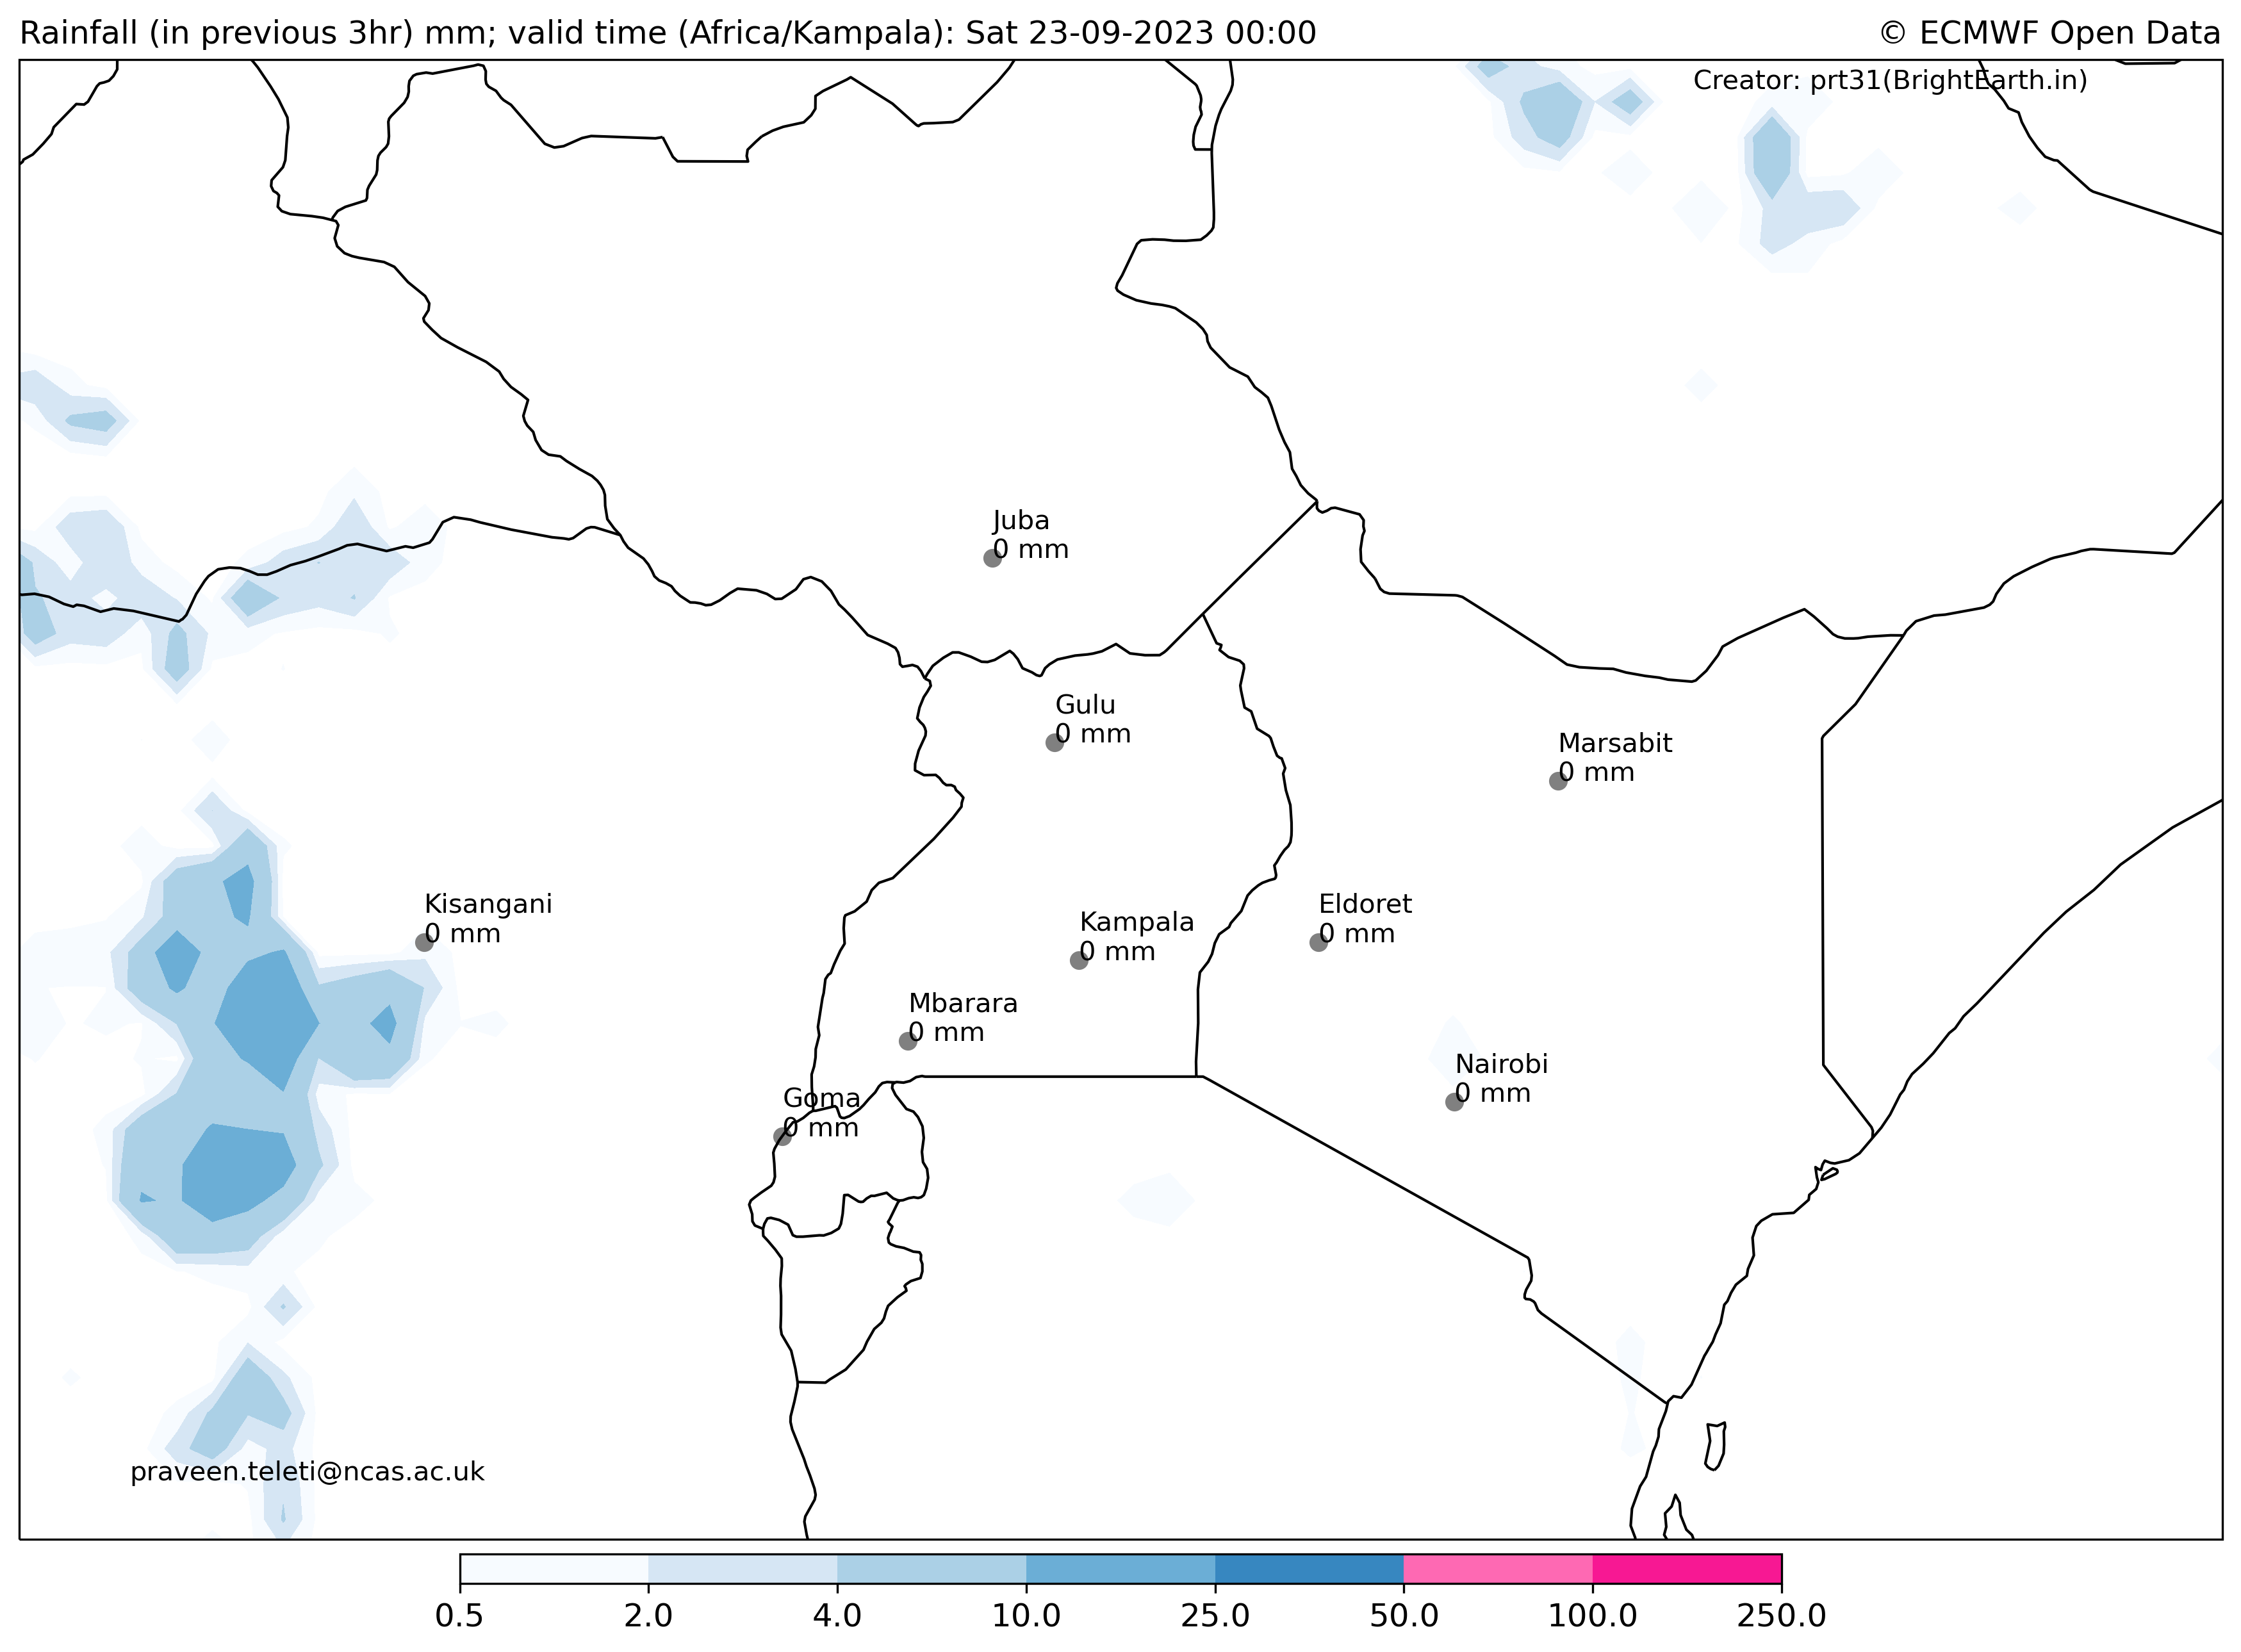 Rainfall (in previous 3hr) mm; valid time (Africa/Kampala): Sat 23-09-2023 00:00
© ECMWF Open Data
Creator: prt31(BrightEarth.in)
Juba
0 mm
Gulu
0 mm
Marsabit
0 mm
Kisangani
0 mm
Eldoret
0 mm
Kampala
0 mm
Mbarara
0 mm
Nairobi
0 mm
Goma
0 mm
praveen.teleti@ncas.ac.uk
0.5 2.0 4.0 10.0 25.0 50.0 100.0 250.0